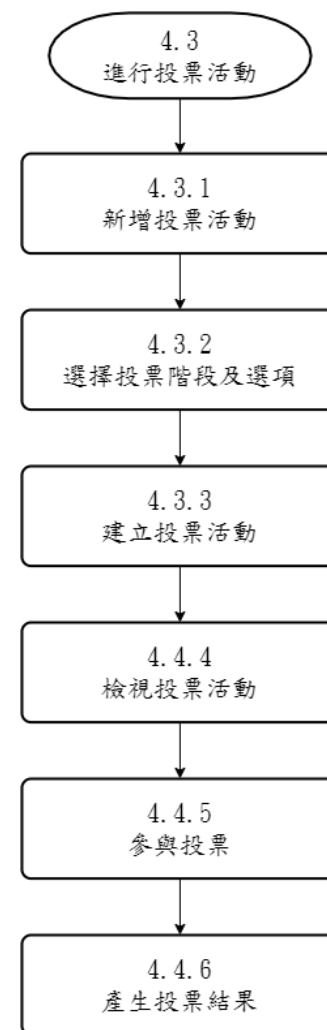 4.3
進行投票活動
4.3.1
新增投票活動
4.3.2
選擇投票階段及選項
4.3.3
建立投票活動
4.4.4
檢視投票活動
4.4.5
參與投票
4.4.6
產生投票結果